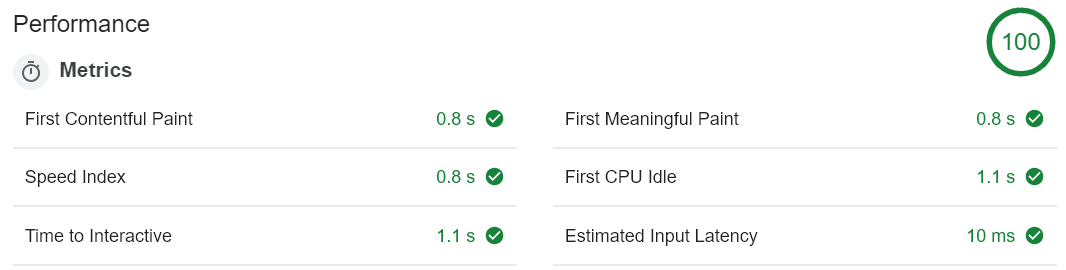 Performance
100
Metrics
First Contentful Paint 0.8 s
First Meaningful Paint 0.8 s
Speed Index 0.8 s
First CPU Idle 1.1 s
Time to Interactive 1.1 s
Estimated Input Latency 10 ms